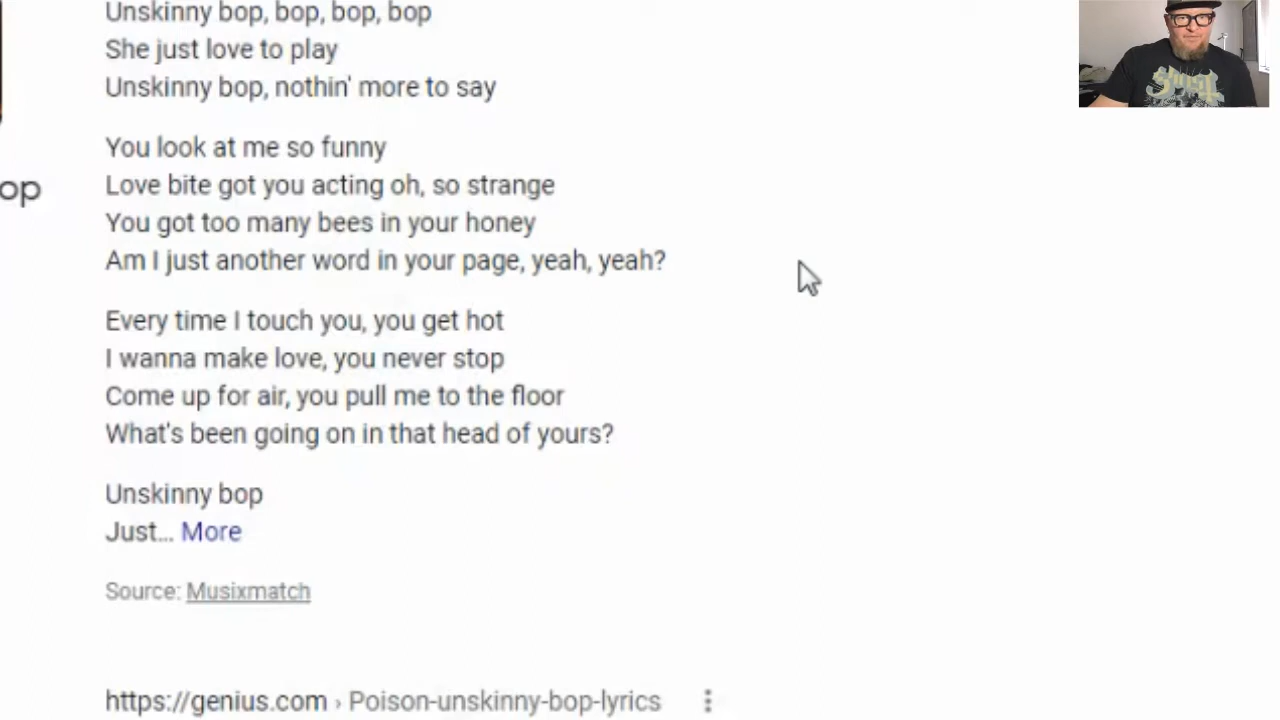 Unskinny bop, bop, bop, bop
She just love to play
Unskinny bop, nothin' more to say
You look at me so funny
op
Love bite got you acting oh, so strange
You got too many bees in your honey
Am I just another word in your page, yeah, yeah?
Every time I touch you, you get hot
I wanna make love, you never stop
Come up for air, you pull me to the floor
What's been going on in that head of yours?
Unskinny bop
Just... More
Source: Musixmatch
https://genius.com › Poison-unskinny-bop-lyrics
Ghost